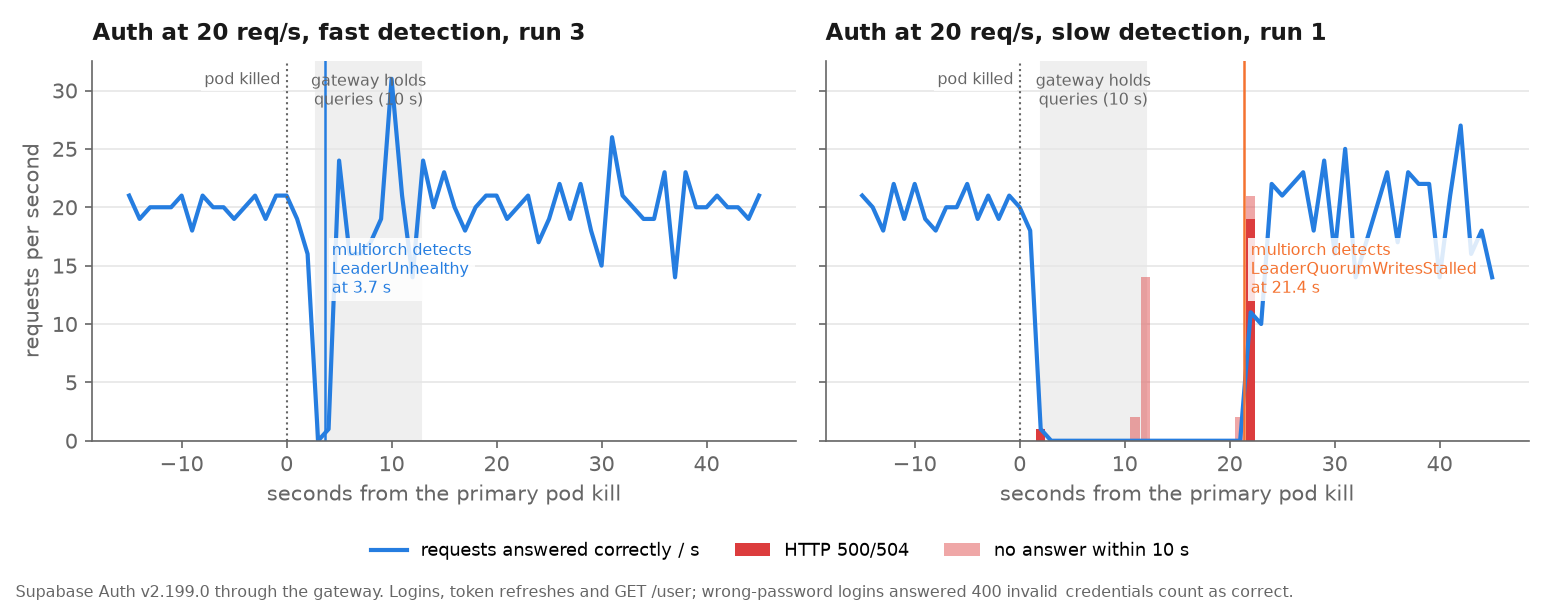 Auth at 20 req/s, fast detection, run 3
Auth at 20 req/s, slow detection, run 1
pod killed
gateway holds
queries (10 s)
pod killed
gateway holds
queries (10 s)
requests per second
30
25
20
15
10
5
0
multiorch detects
LeaderUnhealthy
at 3.7 s
multiorch detects
LeaderQuorumWritesStalled
at 21.4 s
−10
0
10
20
30
40
−10
0
10
20
30
40
seconds from the primary pod kill
seconds from the primary pod kill
requests answered correctly / s
HTTP 500/504
no answer within 10 s
Supabase Auth v2.199.0 through the gateway. Logins, token refreshes and GET /user; wrong-password logins answered 400 invalid_credentials count as correct.